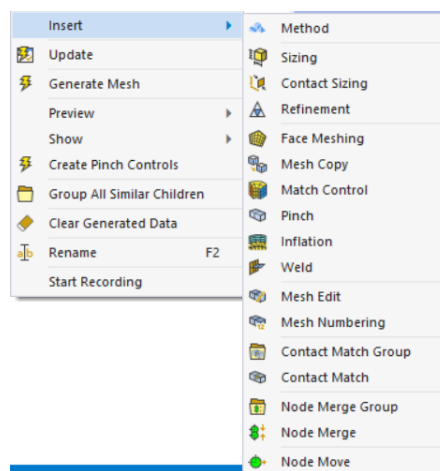 Insert
Update
Generate Mesh
Preview
Show
Create Pinch Controls
Group All Similar Children
Clear Generated Data
Rename F2
Start Recording
Method
Sizing
Contact Sizing
Refinement
Face Meshing
Mesh Copy
Match Control
Pinch
Inflation
Weld
Mesh Edit
Mesh Numbering
Contact Match Group
Contact Match
Node Merge Group
Node Merge
Node Move